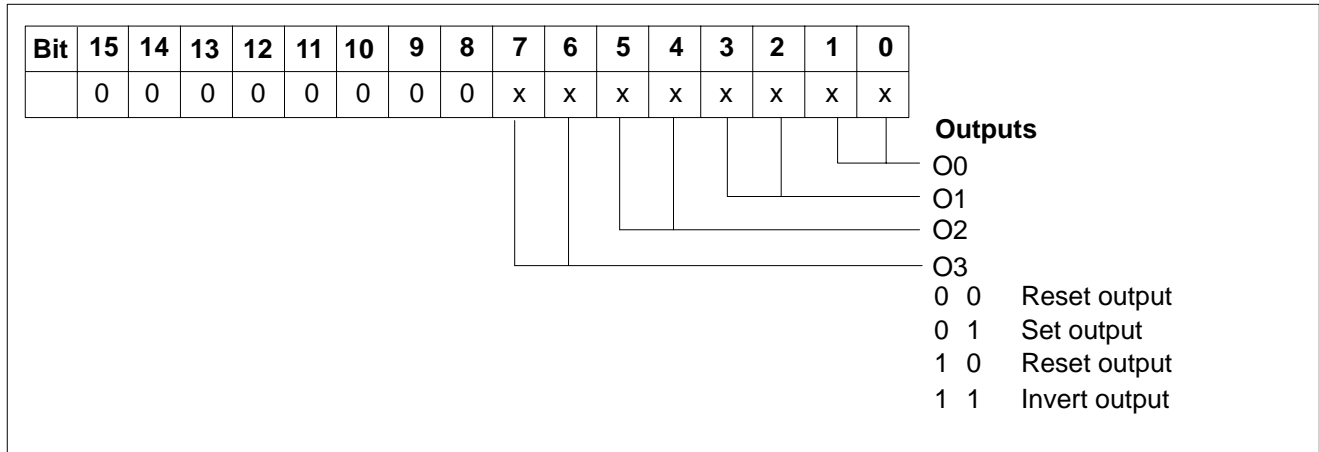 Bit 15 14 13 12 11 10 9 8 7 6 5 4 3 2 1 0
0 0 0 0 0 0 0 0 x x x x x x x x
Outputs
O0
O1
O2
O3
0 0 Reset output
0 1 Set output
1 0 Reset output
1 1 Invert output